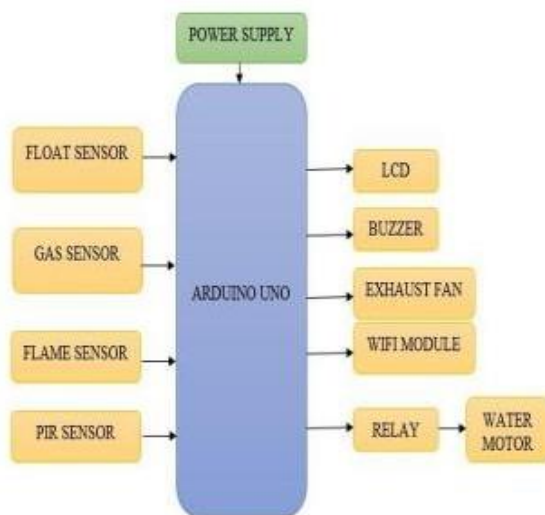 POWER SUPPLY
FLOAT SENSOR
GAS SENSOR
FLAME SENSOR
PIR SENSOR
ARDUINO UNO
LCD
BUZZER
EXHAUST FAN
WIFI MODULE
RELAY
WATER
MOTOR